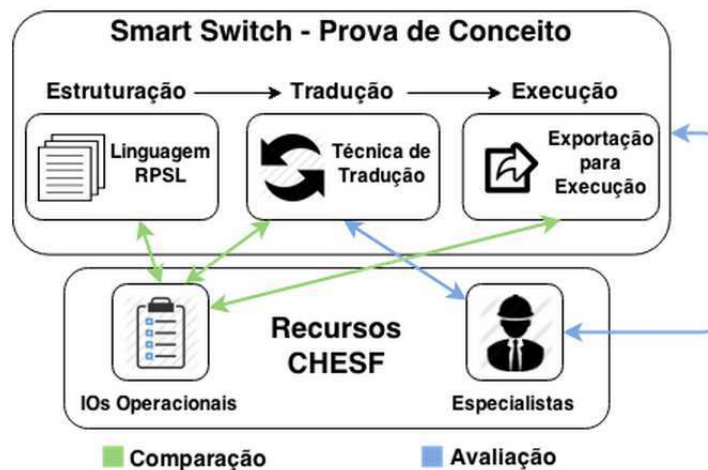 Smart Switch - Prova de Conceito
Estruturação
Tradução
Execução
Linguagem
RPSL
Técnica de
Tradução
Exportação
para
Execução
Recursos
CHESF
IOs Operacionais
Especialistas
Comparação
Avaliação